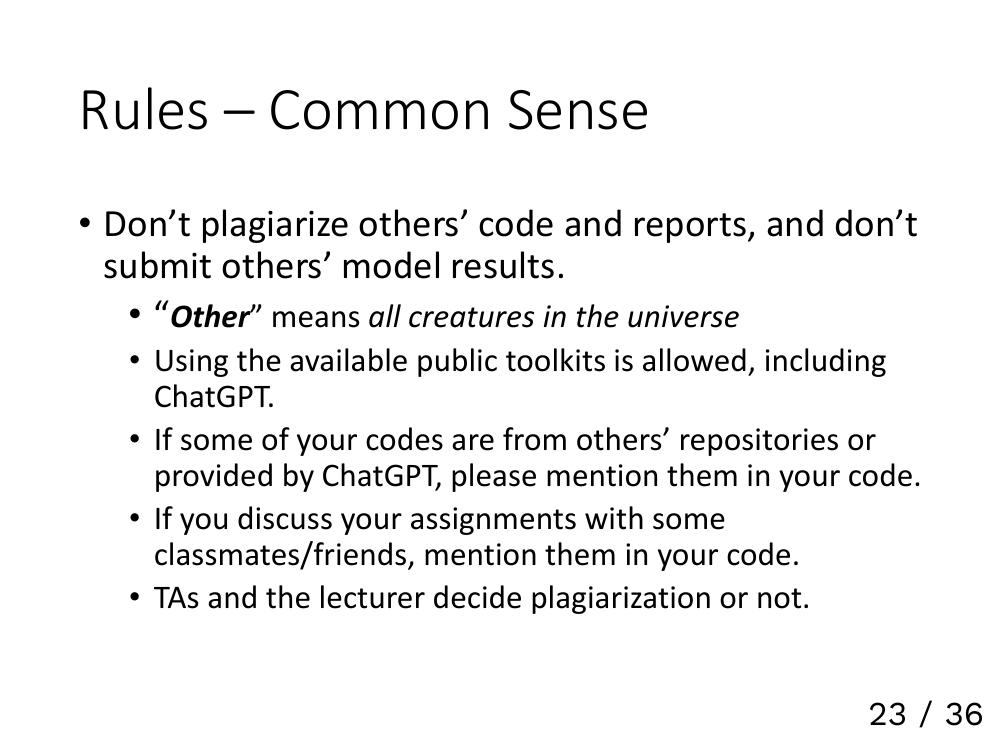 Rules – Common Sense
• Don’t plagiarize others’ code and reports, and don’t
submit others’ model results.
• “Other” means all creatures in the universe
• Using the available public toolkits is allowed, including
ChatGPT.
• If some of your codes are from others’ repositories or
provided by ChatGPT, please mention them in your code.
• If you discuss your assignments with some
classmates/friends, mention them in your code.
• TAs and the lecturer decide plagiarization or not.
23 / 36